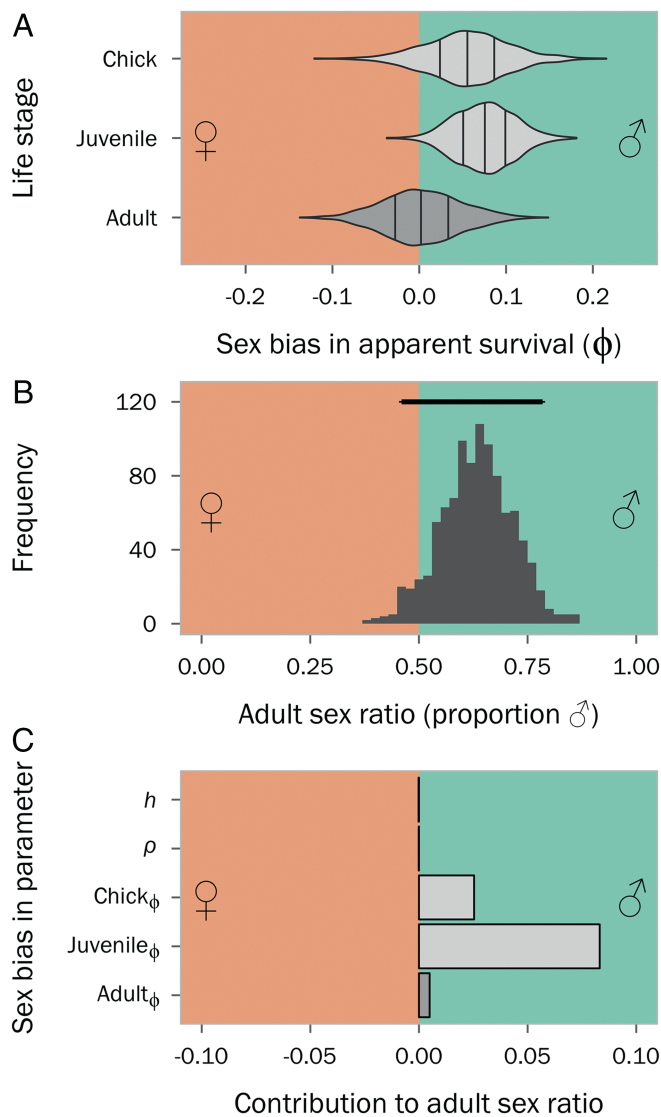 A
Life stage
Chick
Juvenile
Adult
♀
♂
-0.2 -0.1 0.0 0.1 0.2
Sex bias in apparent survival (ϕ)
B
Frequency
120
80
40
0
♀
♂
0.00 0.25 0.50 0.75 1.00
Adult sex ratio (proportion ♂)
C
Sex bias in parameter
h
ρ
Chickϕ
Juvenileϕ
Adultϕ
♀
♂
-0.10 -0.05 0.00 0.05 0.10
Contribution to adult sex ratio